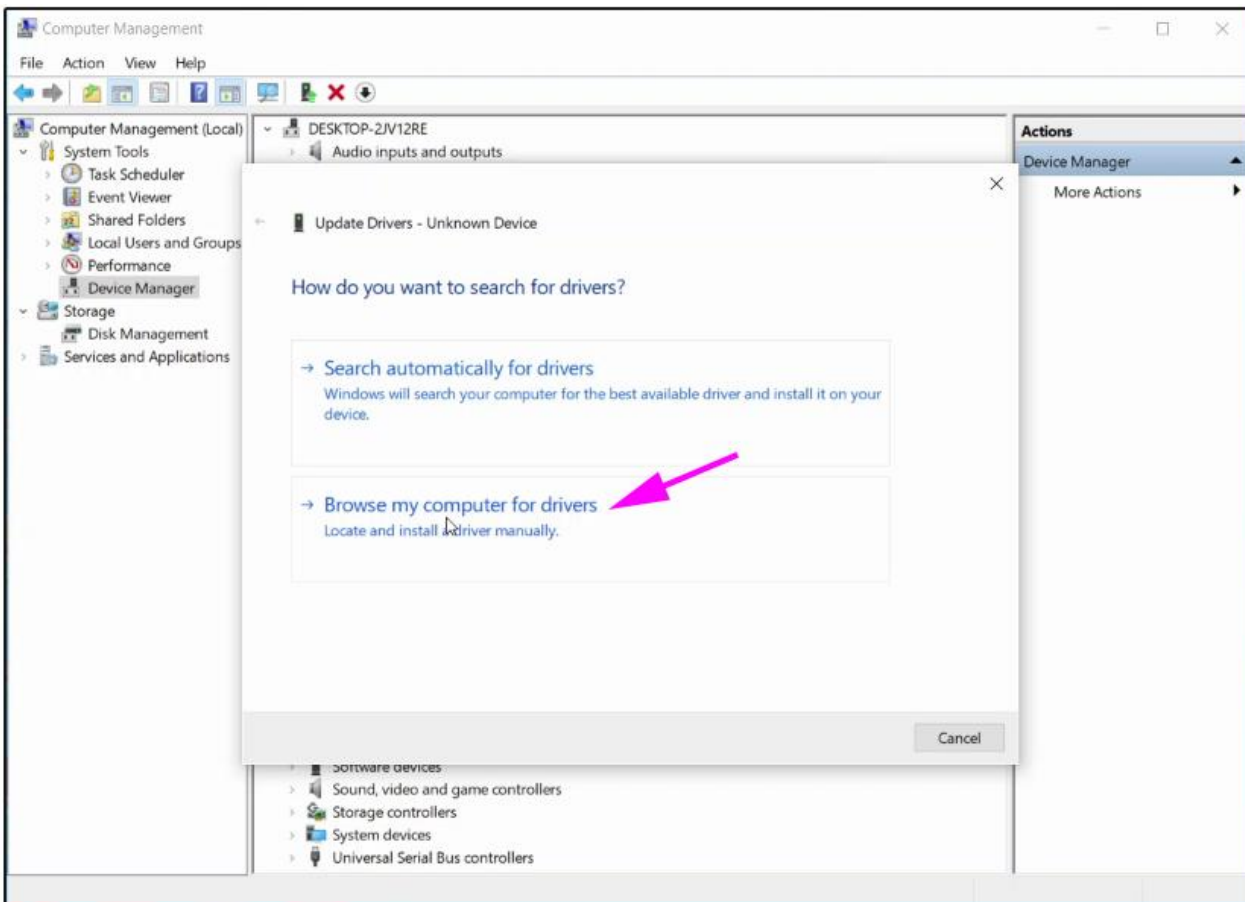 Computer Management
File Action View Help
Computer Management (Local)
System Tools
Task Scheduler
Event Viewer
Shared Folders
Local Users and Groups
Performance
Device Manager
Storage
Disk Management
Services and Applications
DESKTOP-2JV12RE
Audio inputs and outputs
Update Drivers - Unknown Device
How do you want to search for drivers?
Search automatically for drivers
Windows will search your computer for the best available driver and install it on your
device.
Browse my computer for drivers
Locate and install a driver manually.
Cancel
Software devices
Sound, video and game controllers
Storage controllers
System devices
Universal Serial Bus controllers
Actions
Device Manager
More Actions